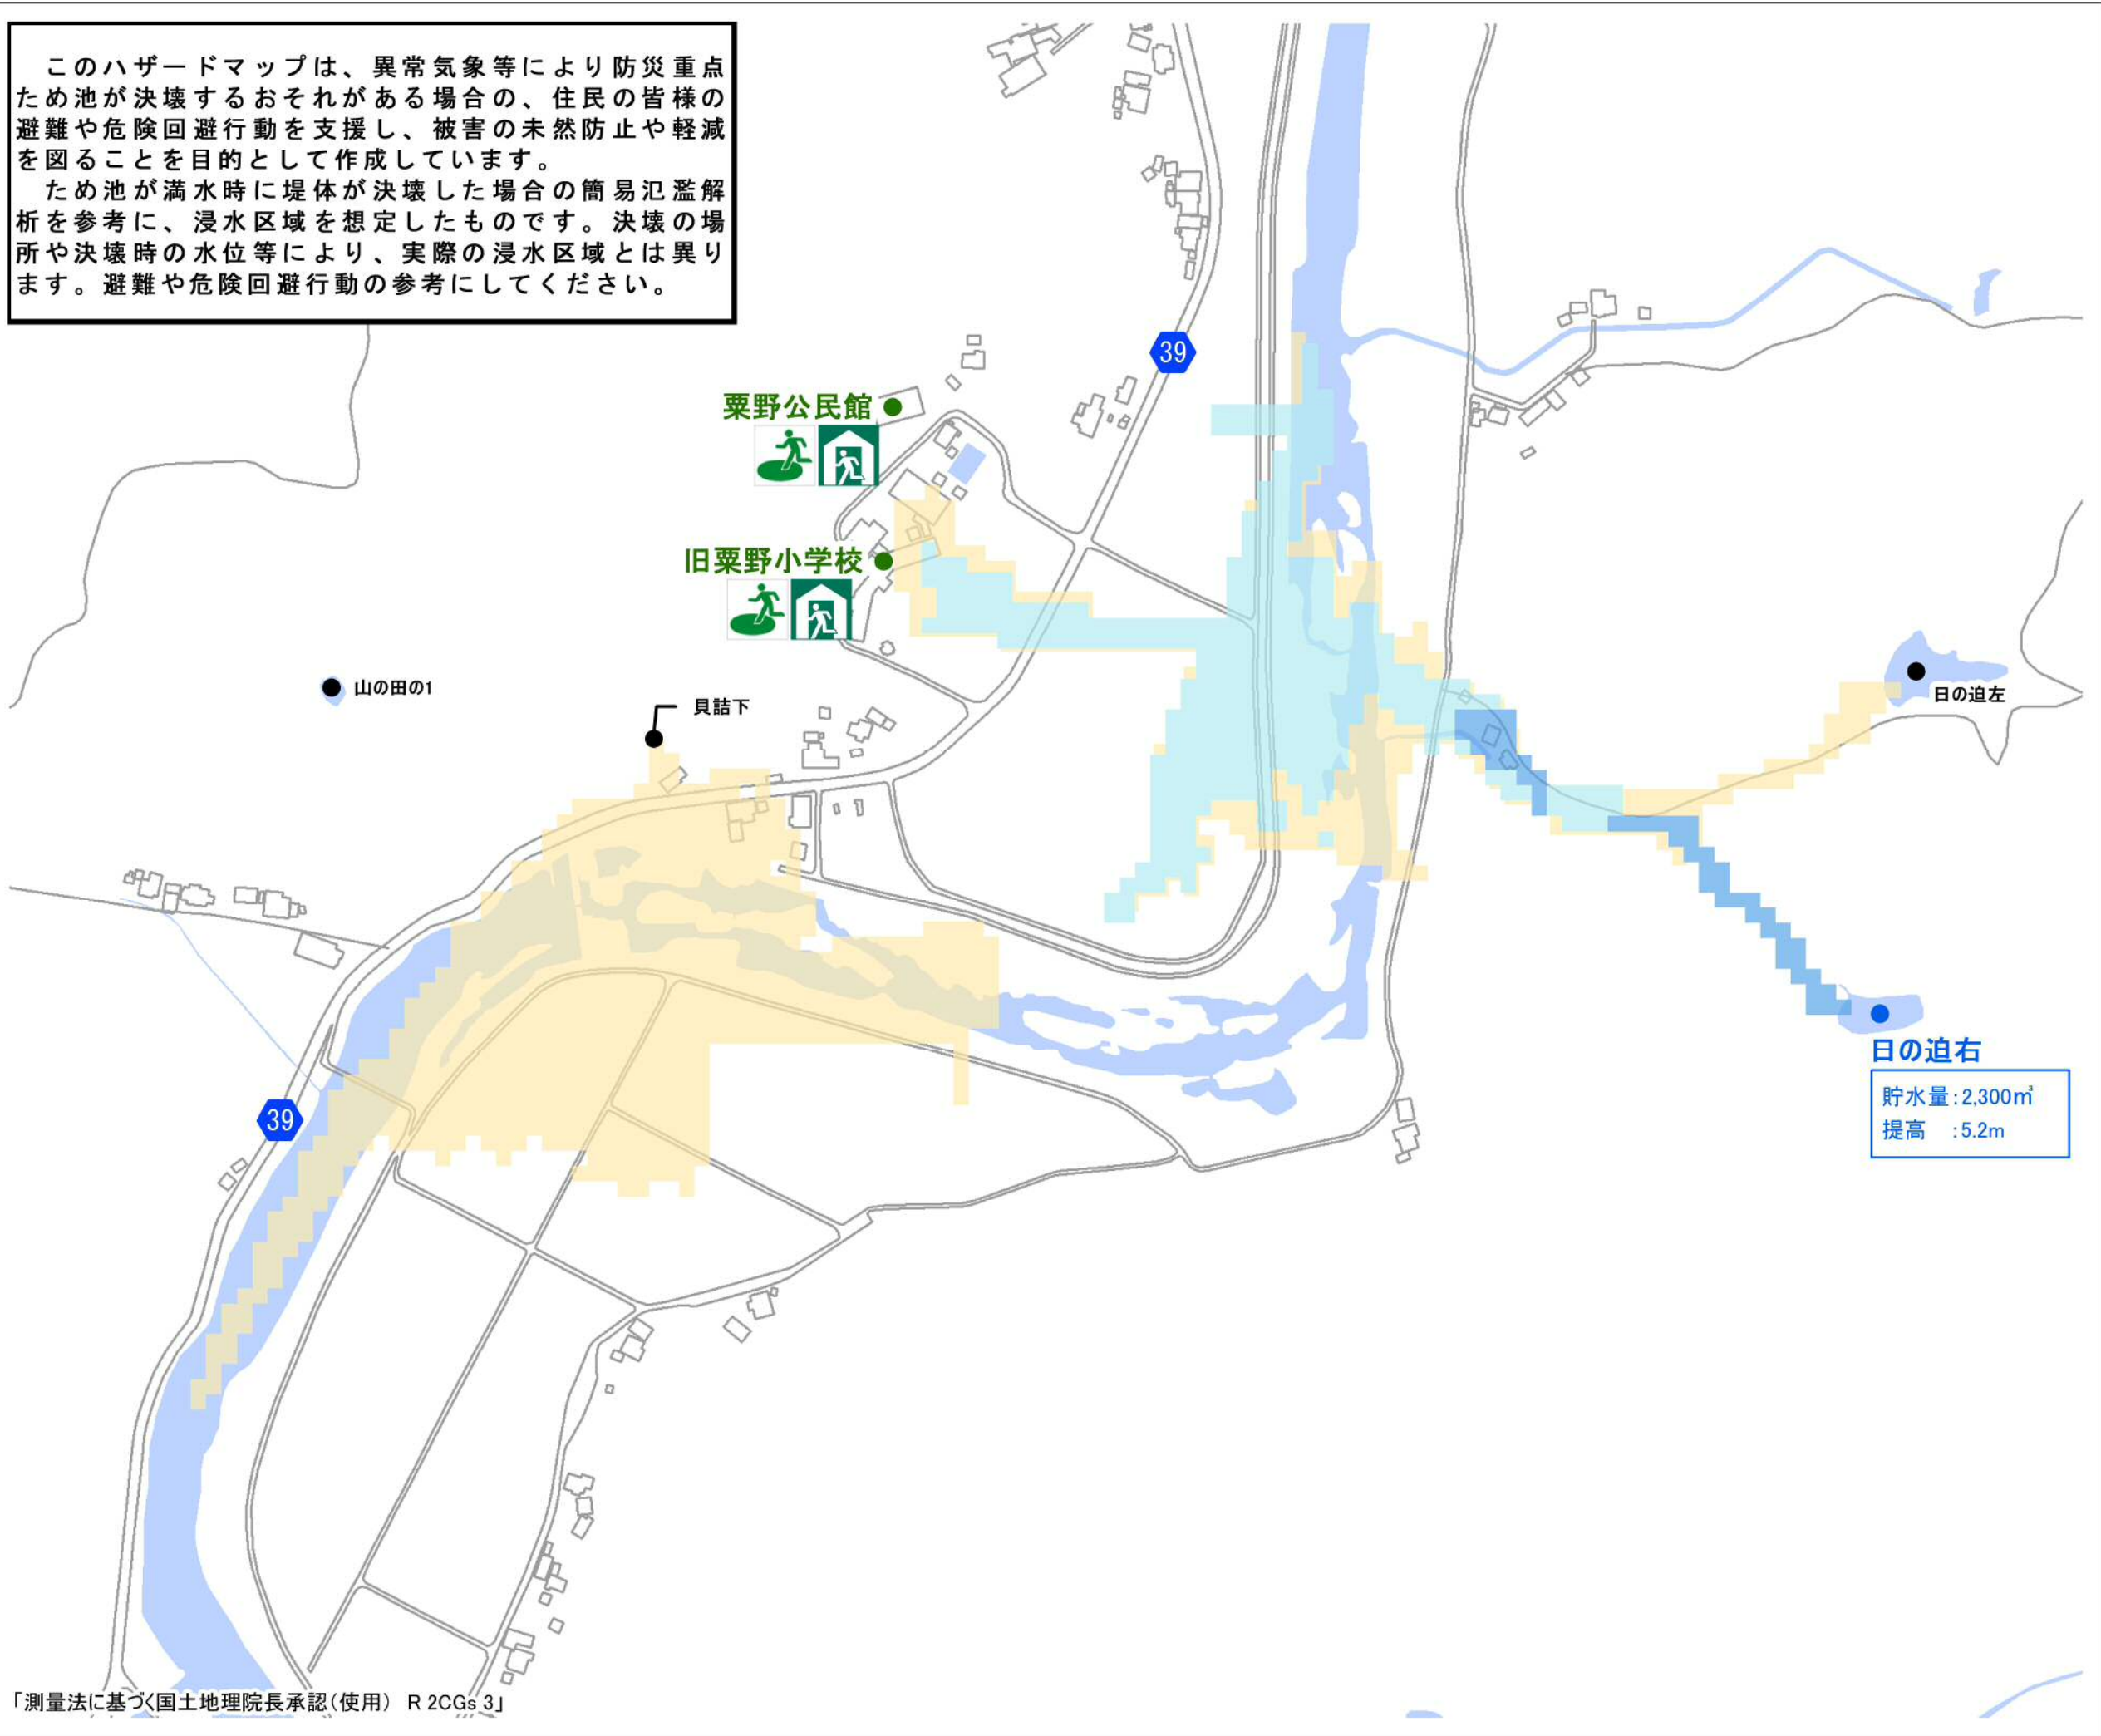 このハザードマップは、異常気象等により防災重点
ため池が決壊するおそれがある場合の、住民の皆様の
避難や危険回避行動を支援し、被害の未然防止や軽減
を図ることを目的として作成しています。
ため池が満水時に堤体が決壊した場合の簡易氾濫解
析を参考に、浸水区域を想定したものです。決壊の場
所や決壊時の水位等により、実際の浸水区域とは異り
ます。避難や危険回避行動の参考にしてください。
39
粟野公民館
旧粟野小学校
山の田の1
貝詰下
日の迫左
日の迫右
貯水量:2,300㎥
提高 :5.2m
39
「測量法に基づく国土地理院長承認(使用) R 2CGs 3」